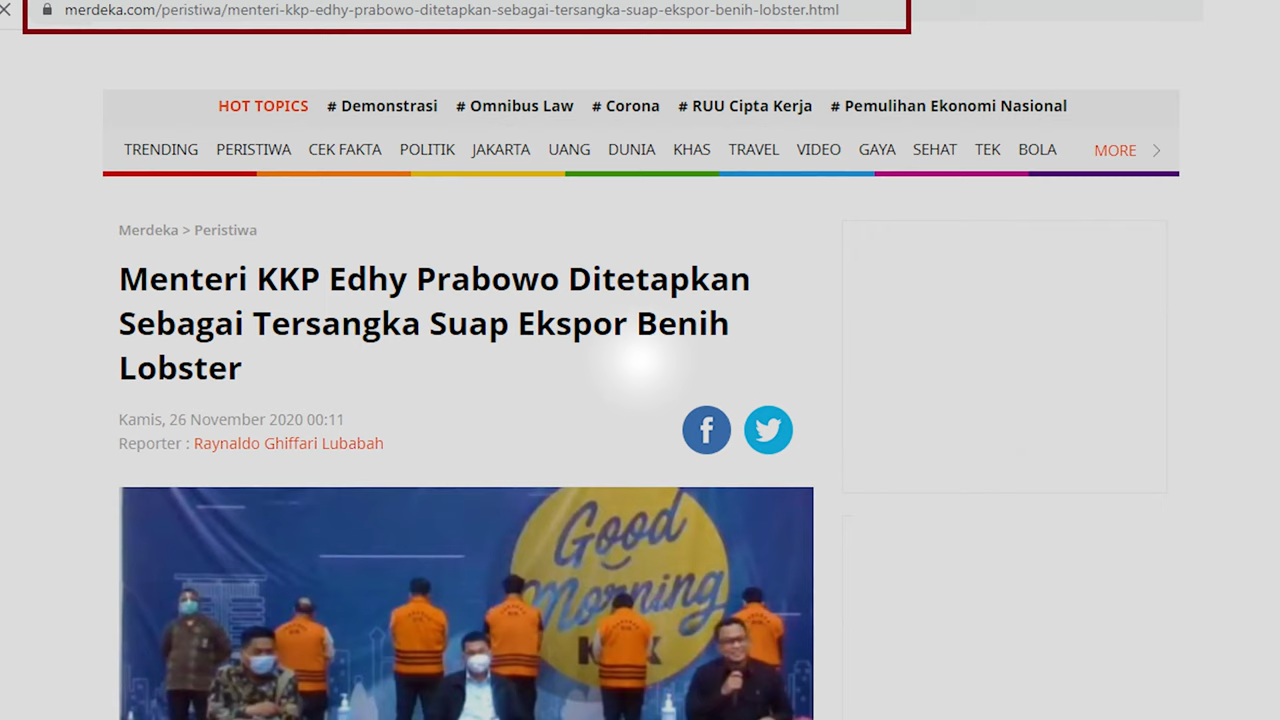 merdeka.com/peristiwa/menteri-kkp-edhy-prabowo-ditetapkan-sebagai-tersangka-suap-ekspor-benih-lobster.html
HOT TOPICS # Demonstrasi # Omnibus Law # Corona # RUU Cipta Kerja # Pemulihan Ekonomi Nasional
TRENDING PERISTIWA CEK FAKTA POLITIK JAKARTA UANG DUNIA KHAS TRAVEL VIDEO GAYA SEHAT TEK BOLA MORE
Merdeka > Peristiwa
Menteri KKP Edhy Prabowo Ditetapkan
Sebagai Tersangka Suap Ekspor Benih
Lobster
Kamis, 26 November 2020 00:11
Reporter : Raynaldo Ghiffari Lubabah
Good
Morning